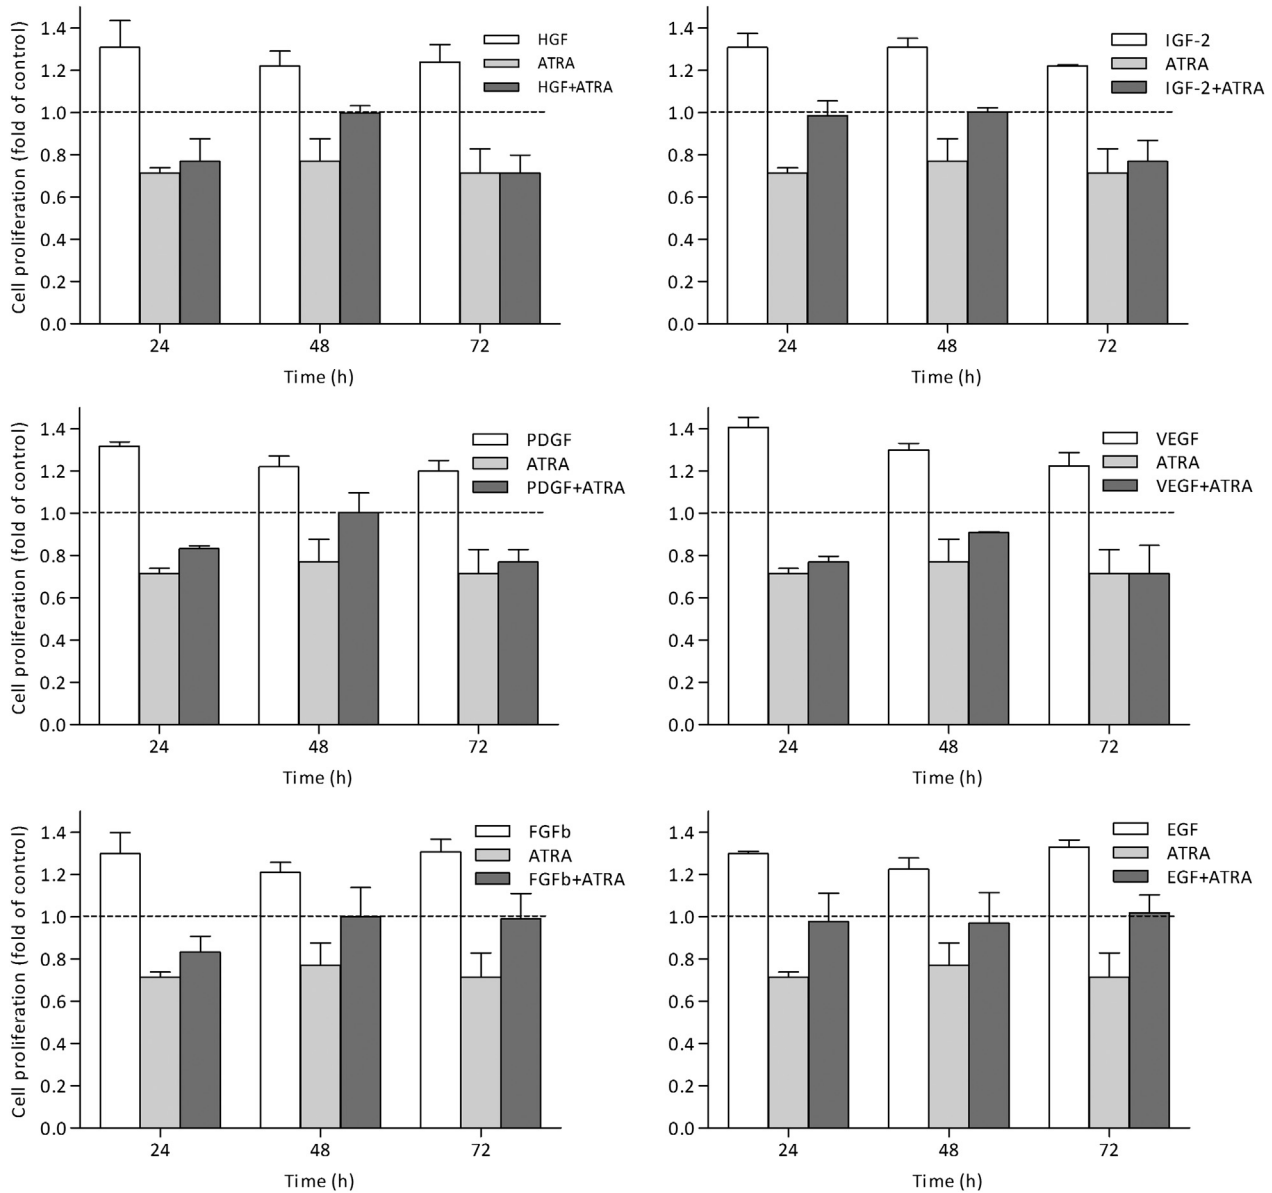 Cell proliferation (fold of control)
1.4
1.2
1.0
0.8
0.6
0.4
0.2
0.0
HGF
ATRA
HGF+ATRA
24
48
72
Time (h)
1.4
1.2
1.0
0.8
0.6
0.4
0.2
0.0
IGF-2
ATRA
IGF-2+ATRA
24
48
72
Time (h)
Cell proliferation (fold of control)
1.4
1.2
1.0
0.8
0.6
0.4
0.2
0.0
PDGF
ATRA
PDGF+ATRA
24
48
72
Time (h)
1.4
1.2
1.0
0.8
0.6
0.4
0.2
0.0
VEGF
ATRA
VEGF+ATRA
24
48
72
Time (h)
Cell proliferation (fold of control)
1.4
1.2
1.0
0.8
0.6
0.4
0.2
0.0
FGFb
ATRA
FGFb+ATRA
24
48
72
Time (h)
1.4
1.2
1.0
0.8
0.6
0.4
0.2
0.0
EGF
ATRA
EGF+ATRA
24
48
72
Time (h)